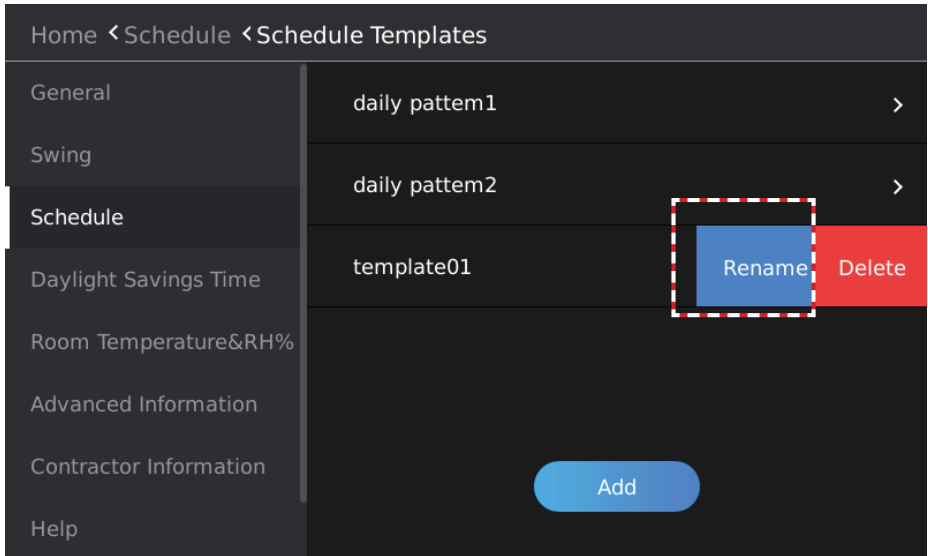 Home < Schedule < Schedule Templates
General
Swing
Schedule
Daylight Savings Time
Room Temperature&RH%
Advanced Information
Contractor Information
Help
daily pattem1
daily pattem2
template01
Rename
Delete
Add